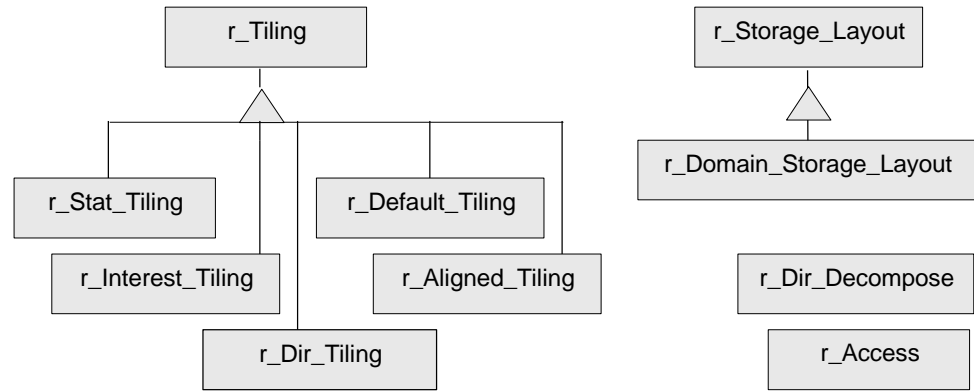 r_Tiling
r_Storage_Layout
r_Domain_Storage_Layout
r_Stat_Tiling
r_Default_Tiling
r_Interest_Tiling
r_Aligned_Tiling
r_Dir_Decompose
r_Dir_Tiling
r_Access